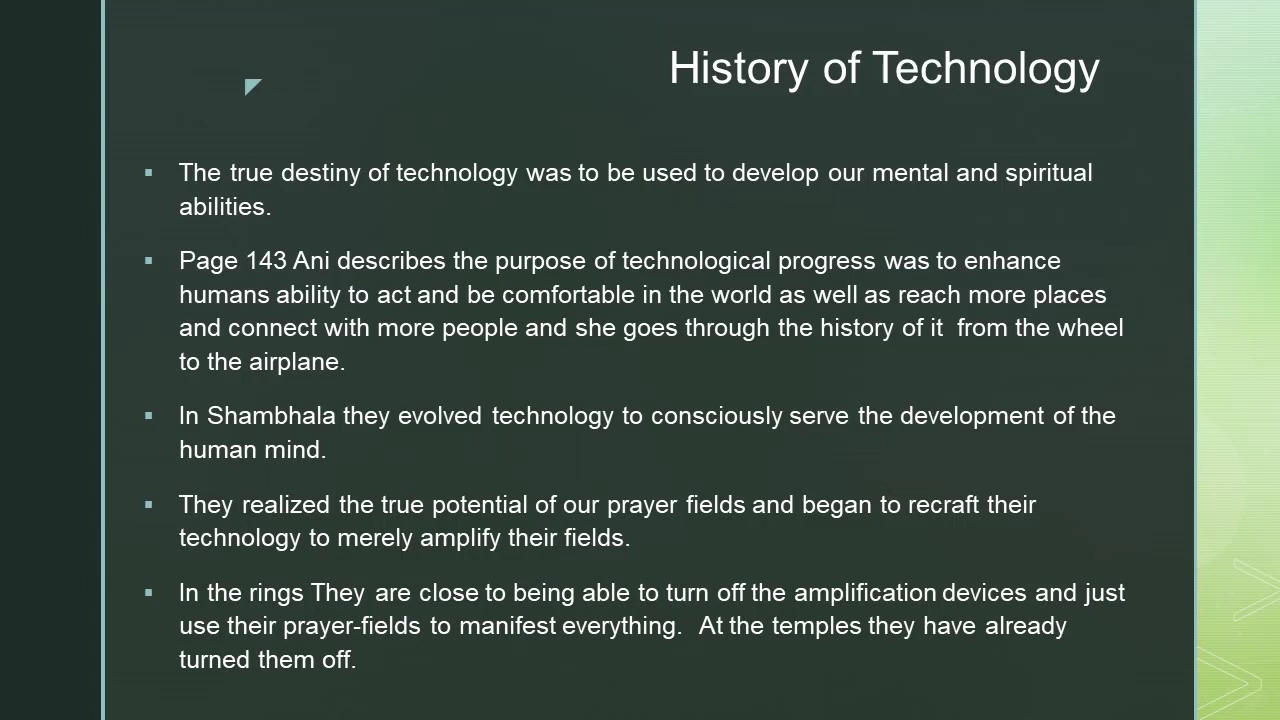 History of Technology
▪ The true destiny of technology was to be used to develop our mental and spiritual
abilities.
▪ Page 143 Ani describes the purpose of technological progress was to enhance
humans ability to act and be comfortable in the world as well as reach more places
and connect with more people and she goes through the history of it  from the wheel
to the airplane.
▪ In Shambhala they evolved technology to consciously serve the development of the
human mind.
▪ They realized the true potential of our prayer fields and began to recraft their
technology to merely amplify their fields.
▪ In the rings They are close to being able to turn off the amplification devices and just
use their prayer-fields to manifest everything.  At the temples they have already
turned them off.